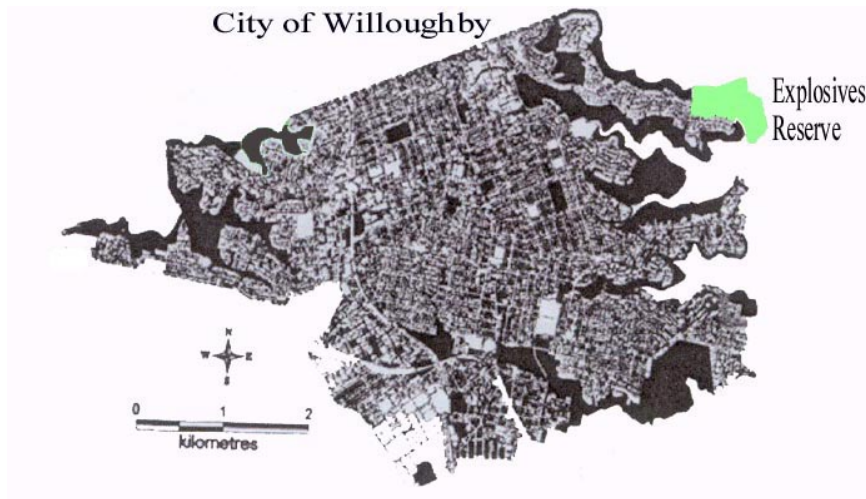 City of Willoughby
Explosives
Reserve
N
W E
S
0 1 2
kilometres